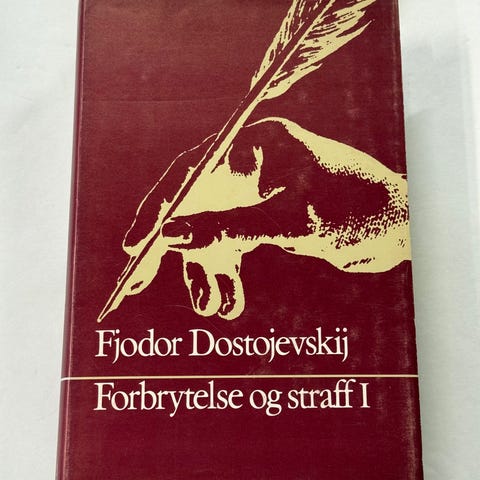 Fjodor Dostojevskij
Forbrytelse og straff I